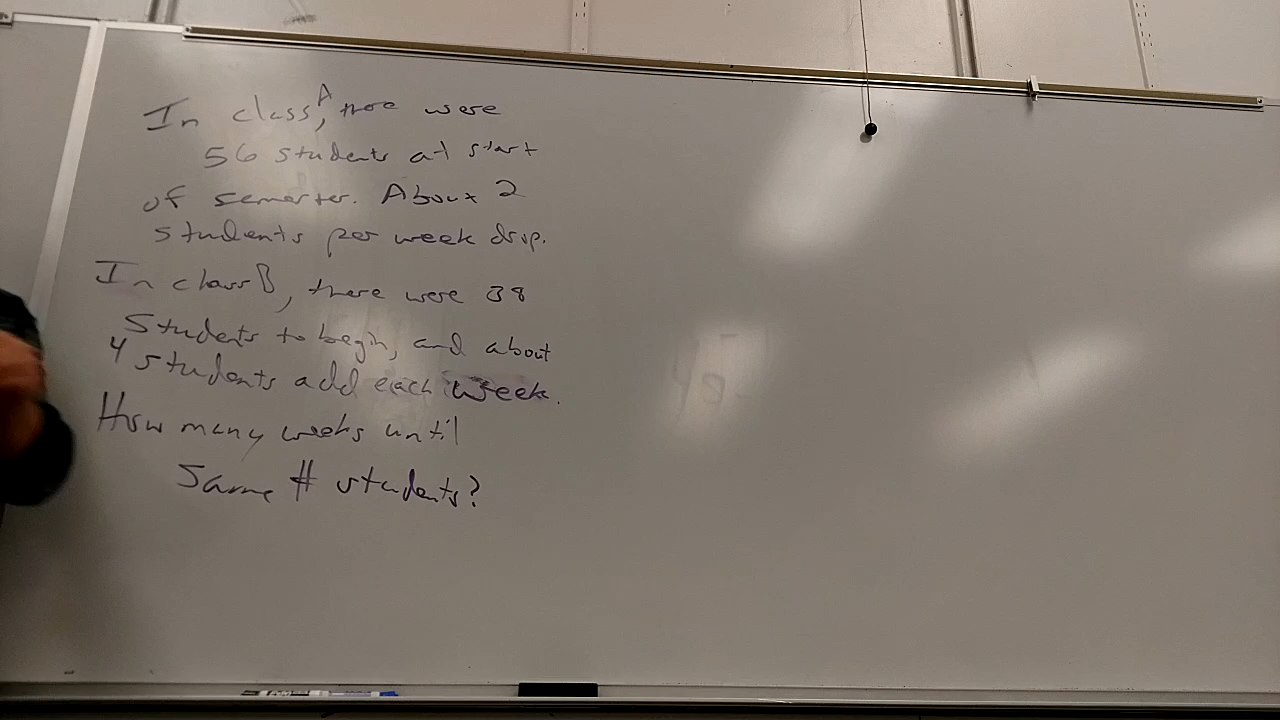 In class A, there were
56 students at start
of semester. About 2
students per week drop.
In class B, there were 38
students to begin, and about
4 students add each week.
How many weeks until
same # students?